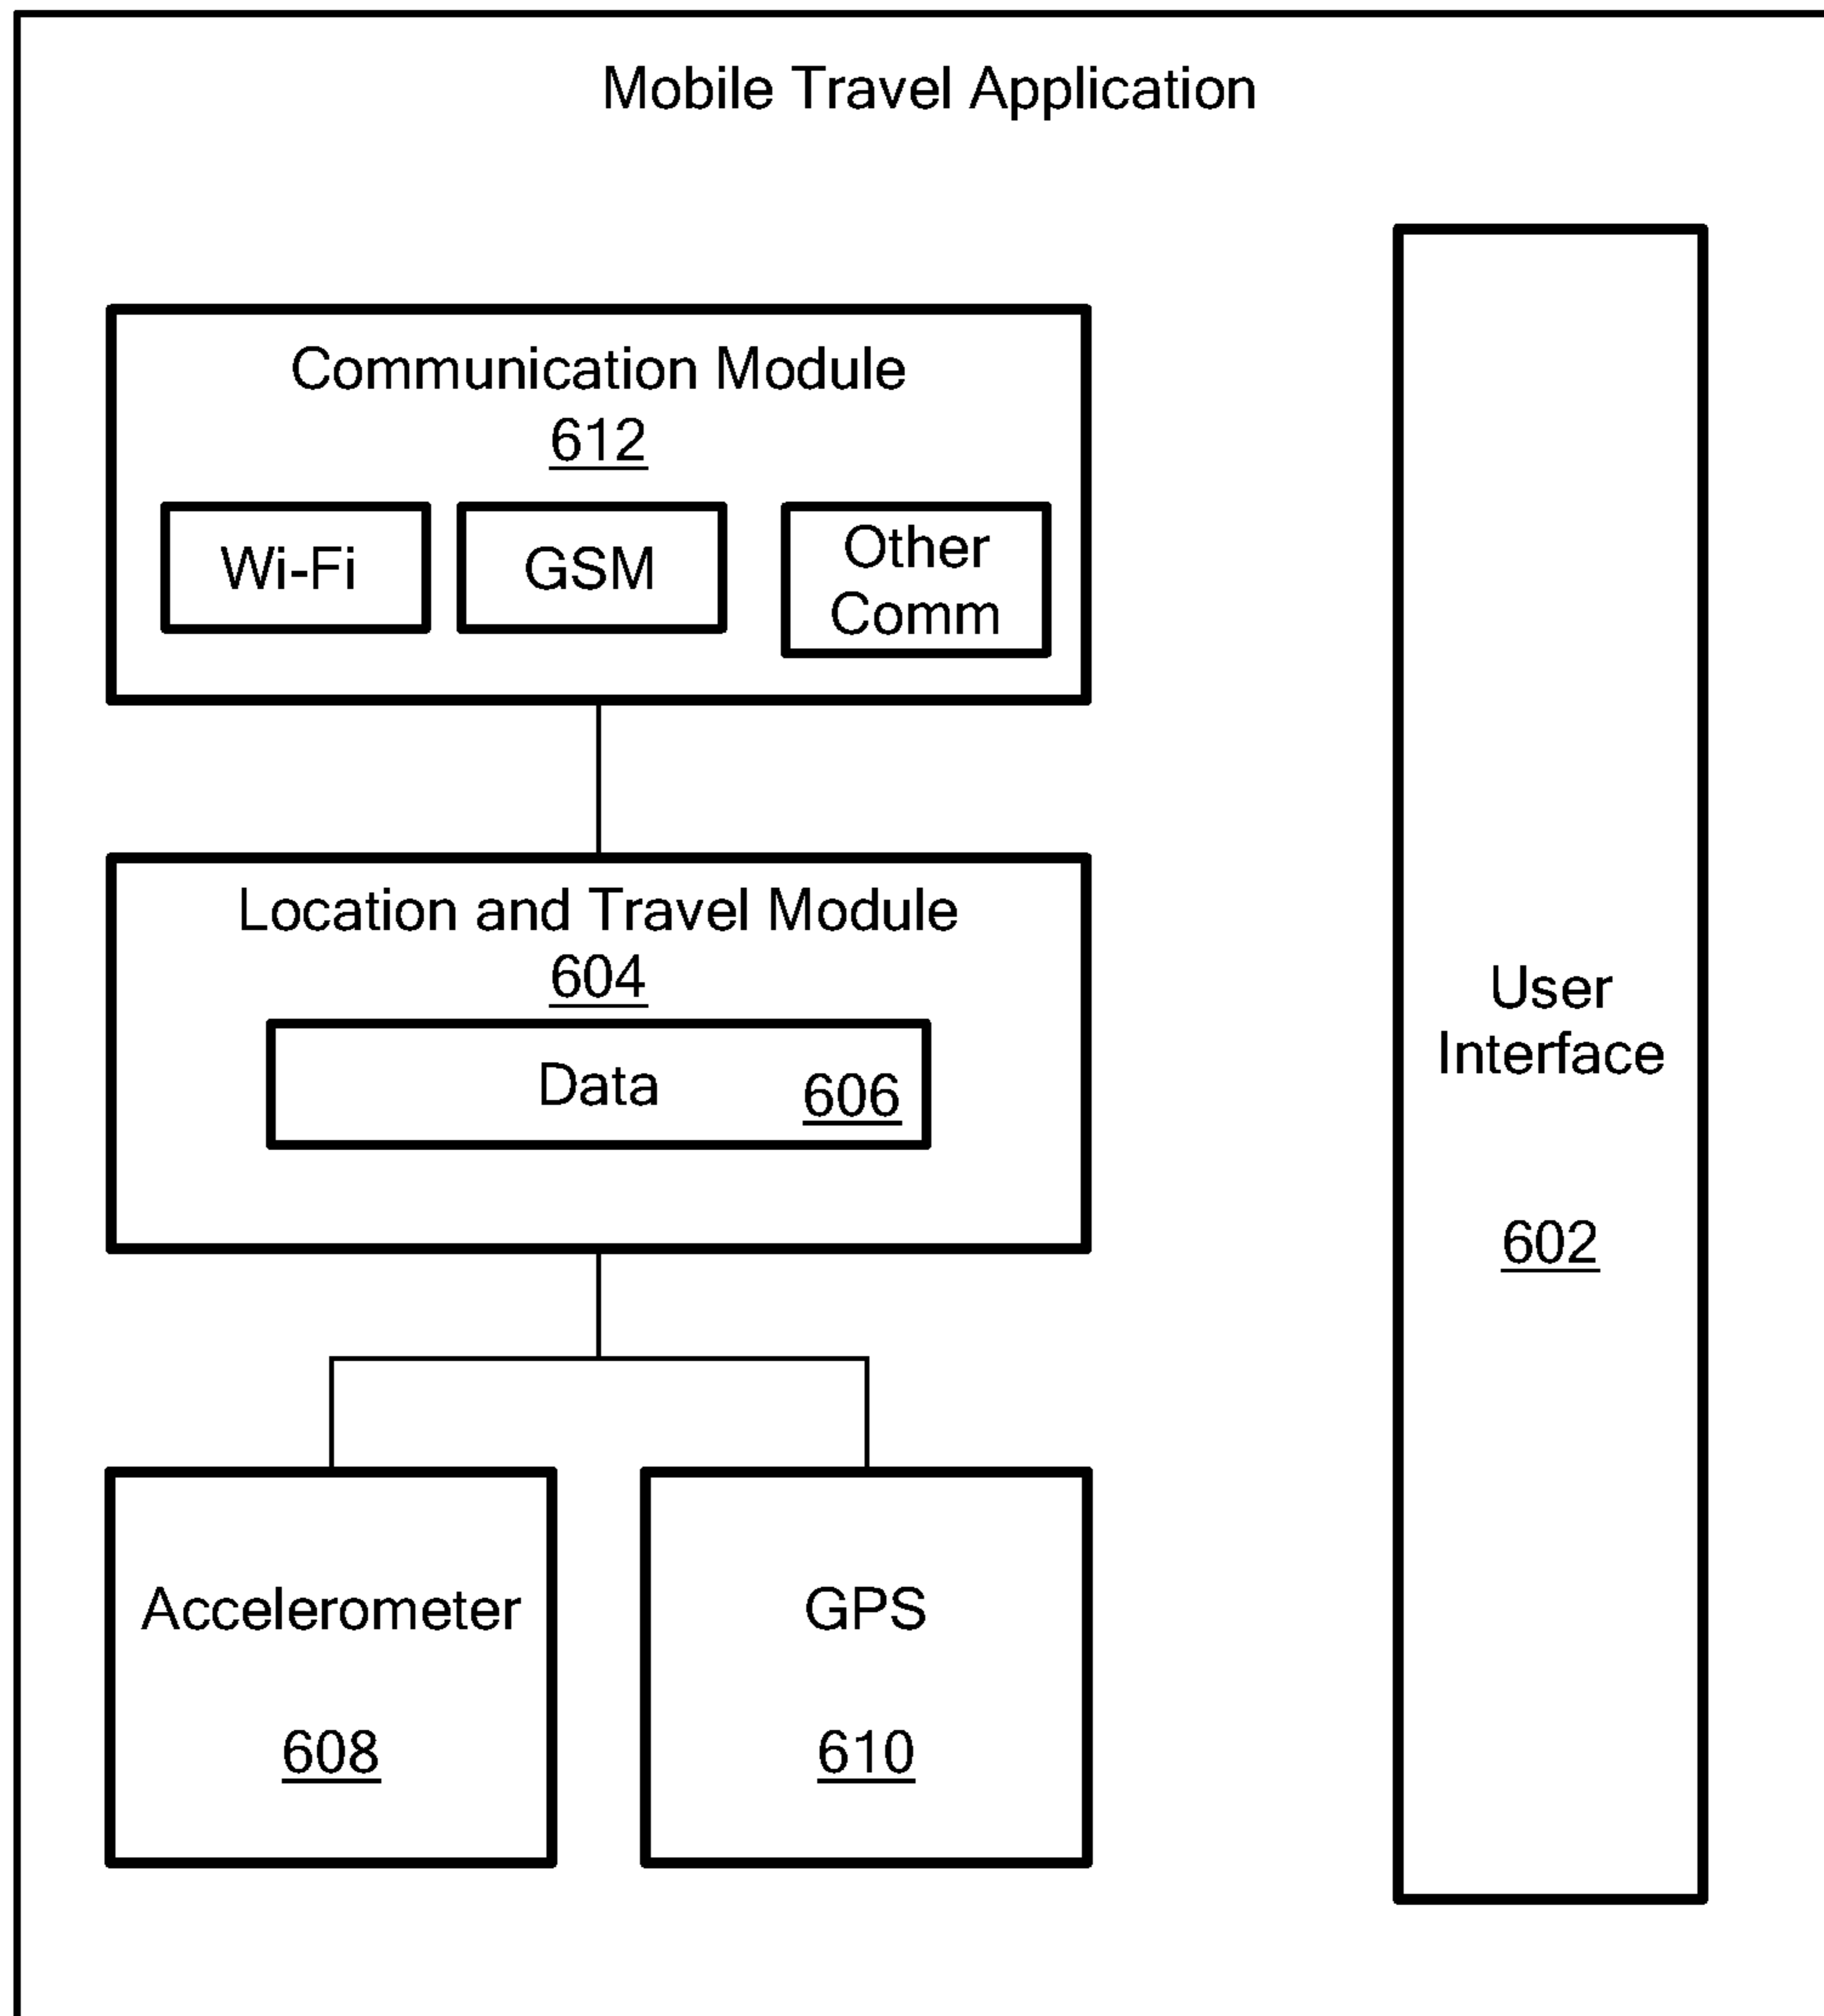 Mobile Travel Application
Communication Module
612
Wi-Fi
GSM
Other
Comm
Location and Travel Module
604
Data
606
User
Interface
602
Accelerometer
608
GPS
610